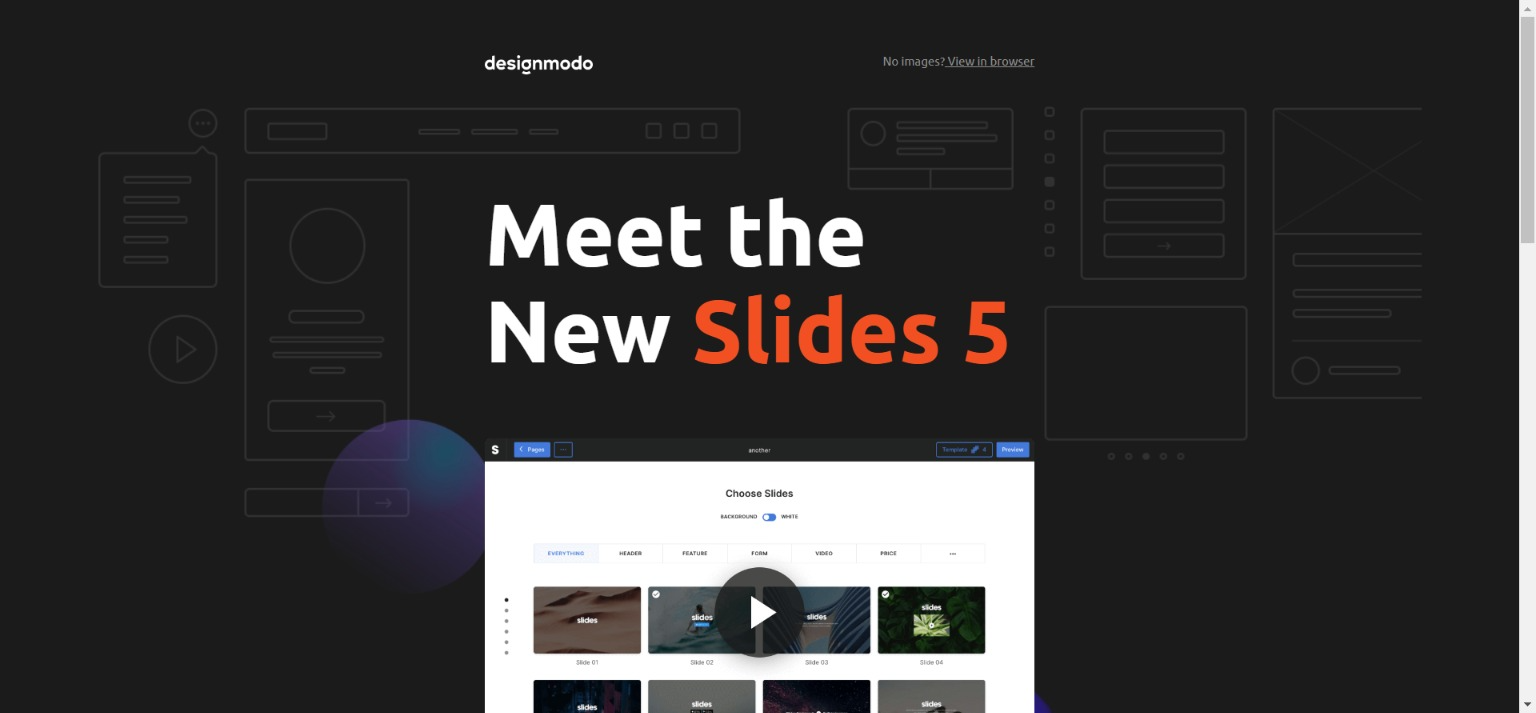 designmodo
No images? View in browser
Meet the
New Slides 5
S
Pages
...
another
Template 4
Preview
Choose Slides
BACKGROUND WHITE
EVERYTHING HEADER FEATURE FORM VIDEO PRICE ...
slides slides slides slides
Slide 01 Slide 02 Slide 03 Slide 04
slides slides slides